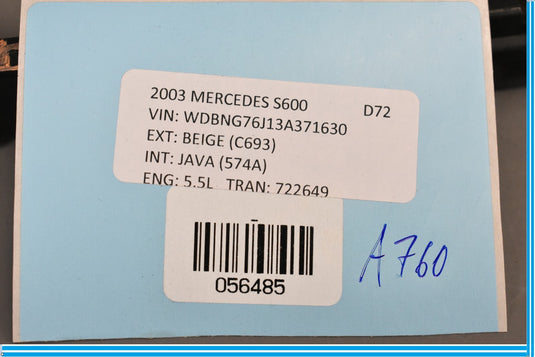 2003 MERCEDES S600 D72
VIN: WDBNG76J13A371630
EXT: BEIGE (C693)
INT: JAVA (574A)
ENG: 5.5L TRAN: 722649
056485
A760